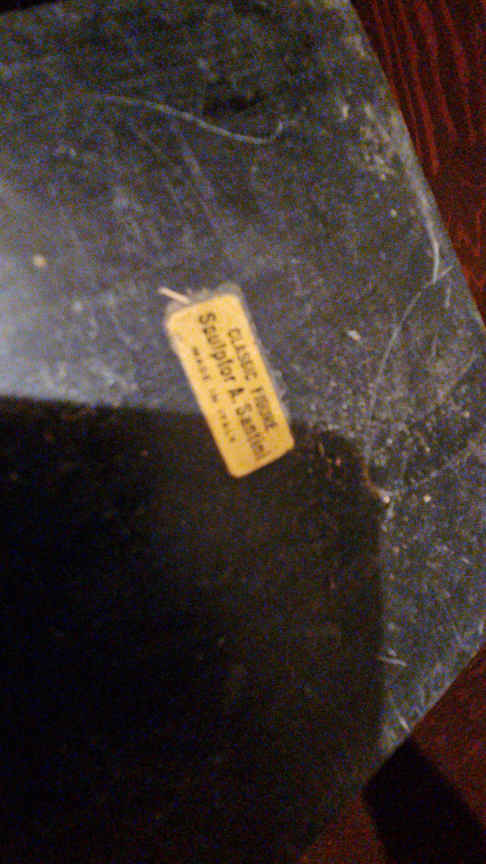 CLASSIC FIGURE
Sculptor A. Santini
MADE IN ITALY